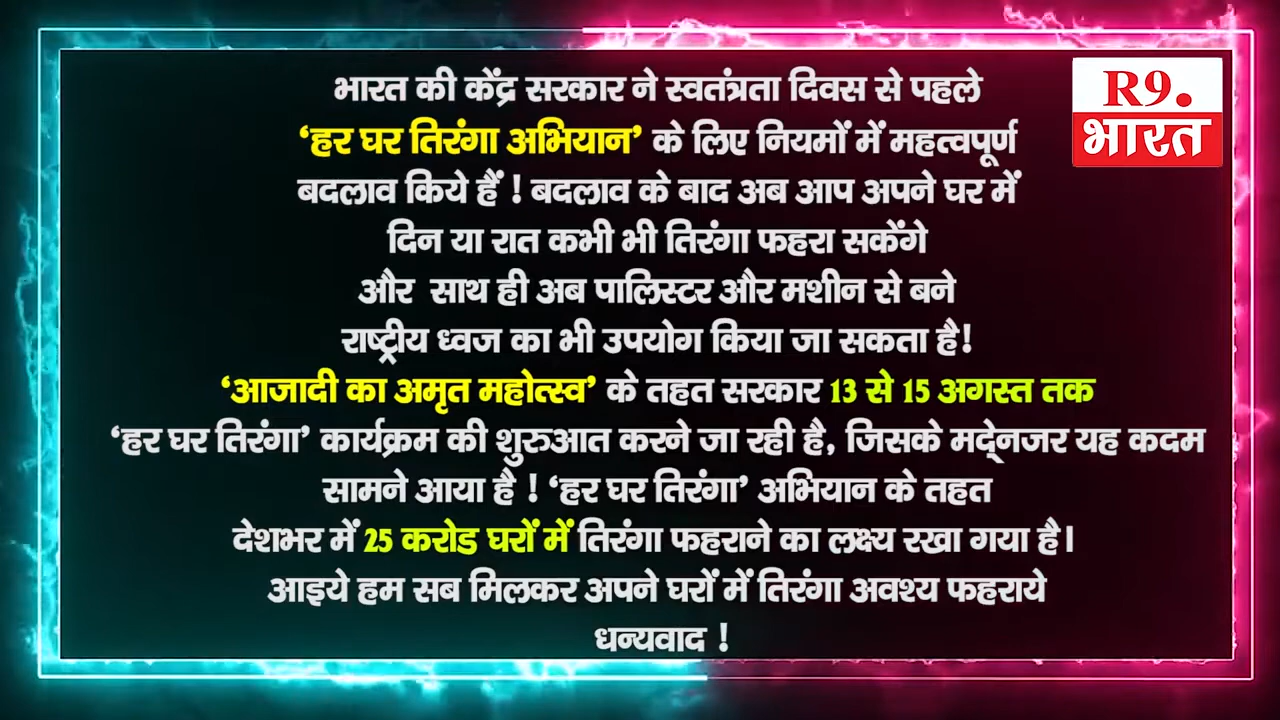 भारत की केंद्र सरकार ने स्वतंत्रता दिवस से पहले
‘हर घर तिरंगा अभियान’ के लिए नियमों में महत्वपूर्ण
बदलाव किये हैं ! बदलाव के बाद अब आप अपने घर में
दिन या रात कभी भी तिरंगा फहरा सकेंगे
और साथ ही अब पालिस्टर और मशीन से बने
राष्ट्रीय ध्वज का भी उपयोग किया जा सकता है!
‘आजादी का अमृत महोत्स्व’ के तहत सरकार 13 से 15 अगस्त तक
‘हर घर तिरंगा’ कार्यक्रम की शुरुआत करने जा रही है, जिसके मद्देनजर यह कदम
सामने आया है ! ‘हर घर तिरंगा’ अभियान के तहत
देशभर में 25 करोड घरों में तिरंगा फहराने का लक्ष्य रखा गया है।
आइये हम सब मिलकर अपने घरों में तिरंगा अवश्य फहराये
धन्यवाद !
R9.
भारत